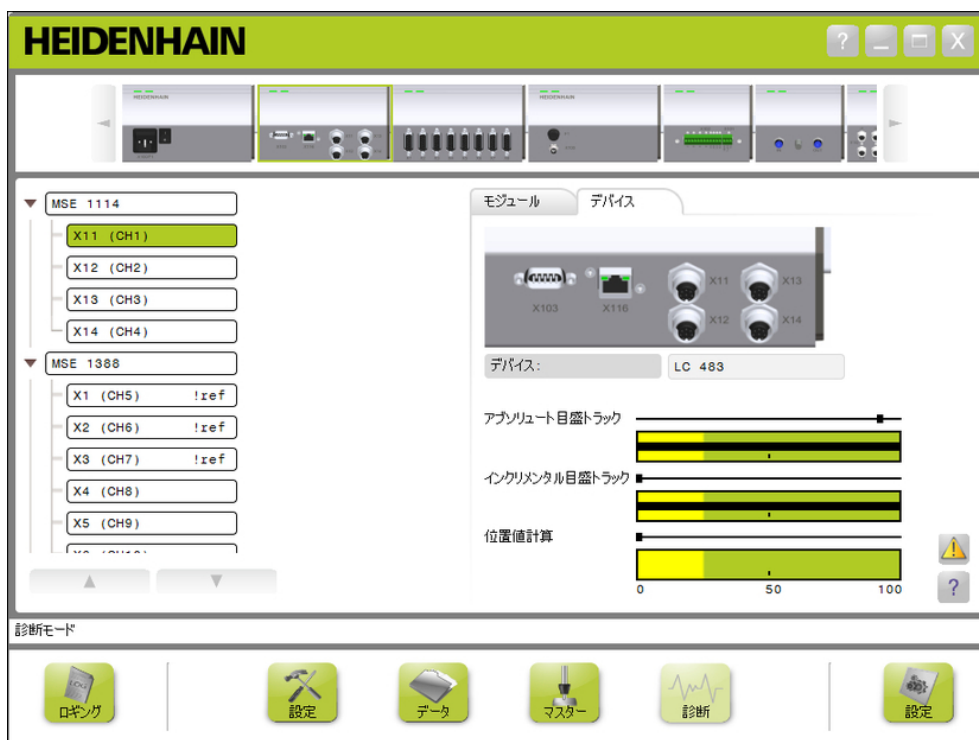 HEIDENHAIN
?
X
HEIDENHAIN
HEIDENHAIN
MSE 1114
X11 (CH1)
X12 (CH2)
X13 (CH3)
X14 (CH4)
MSE 1388
X1 (CH5) !ref
X2 (CH6) !ref
X3 (CH7) !ref
X4 (CH8)
X5 (CH9)
モジュール
デバイス
X103
X116
X11
X13
X12
X14
デバイス:
LC 483
アブソリュート目盛トラック
インクリメンタル目盛トラック
位置値計算
0
50
100
?
診断モード
LOG
ロギング
設定
データ
マスター
診断
設定